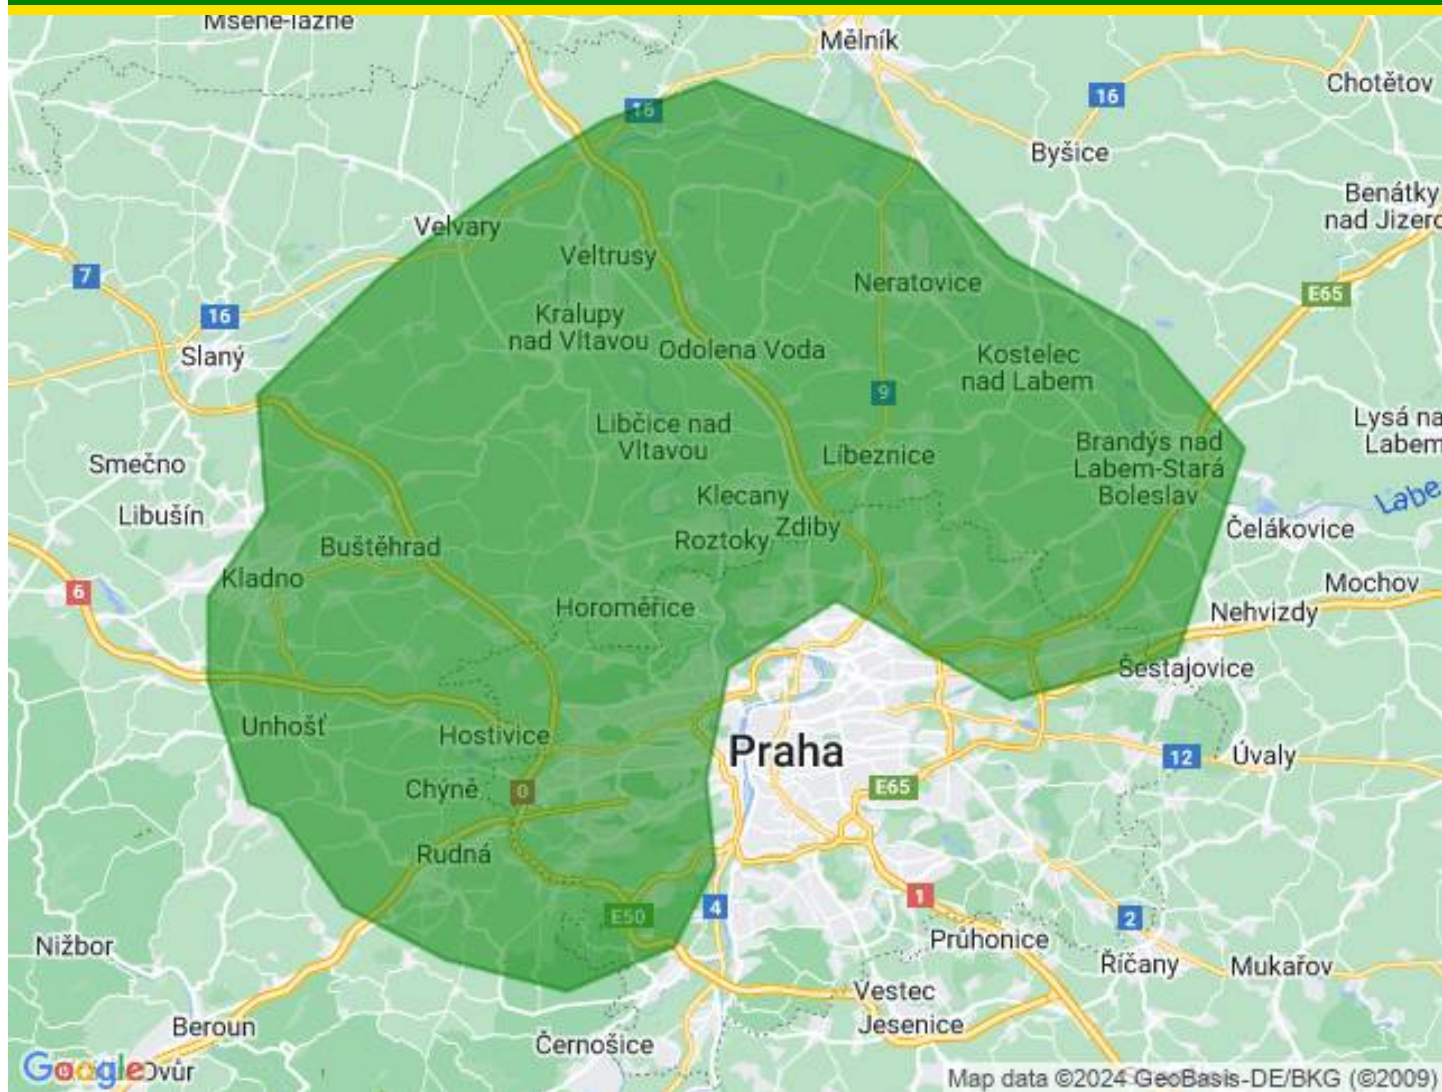 Mšené-lázně
Mělník
Chotětov
16
16
Byšice
Benátky
nad Jizero
Velvary
Veltrusy
7
Neratovice
E65
16
Kralupy
nad Vltavou
Odolena Voda
Slaný
Kostelec
nad Labem
9
Libčice nad
Vltavou
Lysá na
Labem
Smečno
Líbeznice
Brandýs nad
Labem-Stará
Boleslav
Klecany
Labe
Libušín
Roztoky
Zdiby
Čelákovice
Buštěhrad
Kladno
6
Mochov
Horoměřice
Nehvizdy
Šestajovice
Unhošť
Hostivice
Praha
12
Úvaly
Chýně
0
E65
Rudná
1
E50
4
2
Nižbor
Průhonice
Říčany
Mukařov
Vestec
Beroun
Jesenice
Černošice
Google
Dvůr
Map data ©2024 GeoBasis-DE/BKG (©2009)